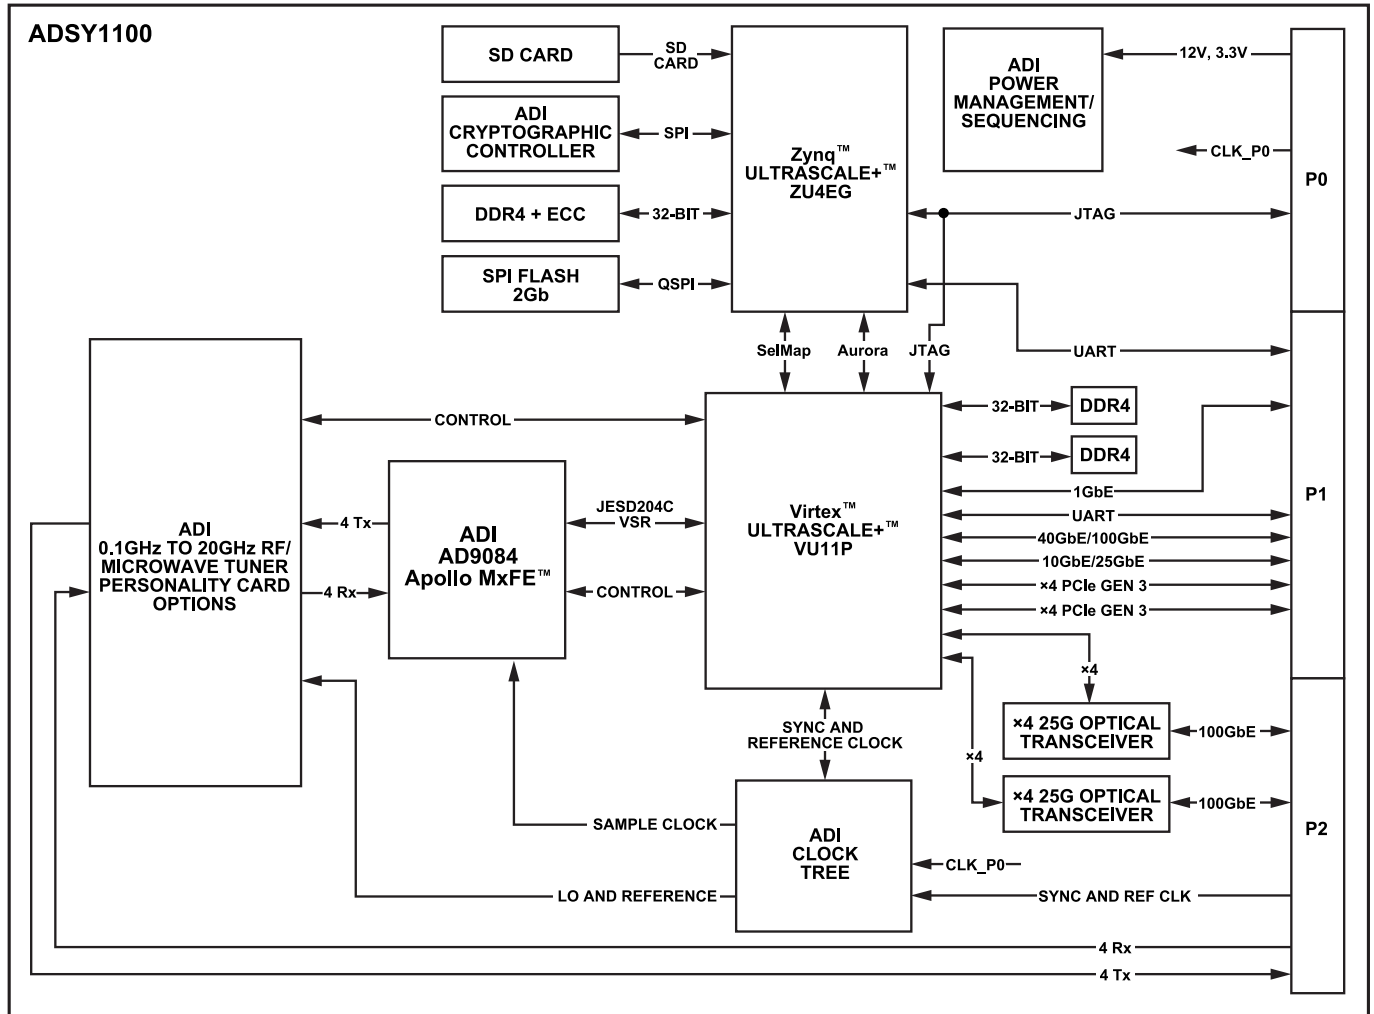 ADSY1100
SD CARD
SD
CARD
ADI
CRYPTOGRAPHIC
CONTROLLER
SPI
DDR4 + ECC
32-BIT
SPI FLASH
2Gb
QSPI
Zynq™
ULTRASCALE+™
ZU4EG
ADI
POWER
MANAGEMENT/
SEQUENCING
12V, 3.3V
CLK_P0
P0
JTAG
UART
SelMap
Aurora
JTAG
ADI
0.1GHz TO 20GHz RF/
MICROWAVE TUNER
PERSONALITY CARD
OPTIONS
CONTROL
4 Tx
4 Rx
ADI
AD9084
Apollo MxFE™
JESD204C
VSR
CONTROL
Virtex™
ULTRASCALE+™
VU11P
32-BIT
DDR4
32-BIT
DDR4
1GbE
UART
40GbE/100GbE
10GbE/25GbE
×4 PCIe GEN 3
×4 PCIe GEN 3
P1
×4
×4
×4 25G OPTICAL
TRANSCEIVER
100GbE
×4 25G OPTICAL
TRANSCEIVER
100GbE
P2
SYNC AND
REFERENCE CLOCK
SAMPLE CLOCK
ADI
CLOCK
TREE
CLK_P0
LO AND REFERENCE
SYNC AND REF CLK
4 Rx
4 Tx